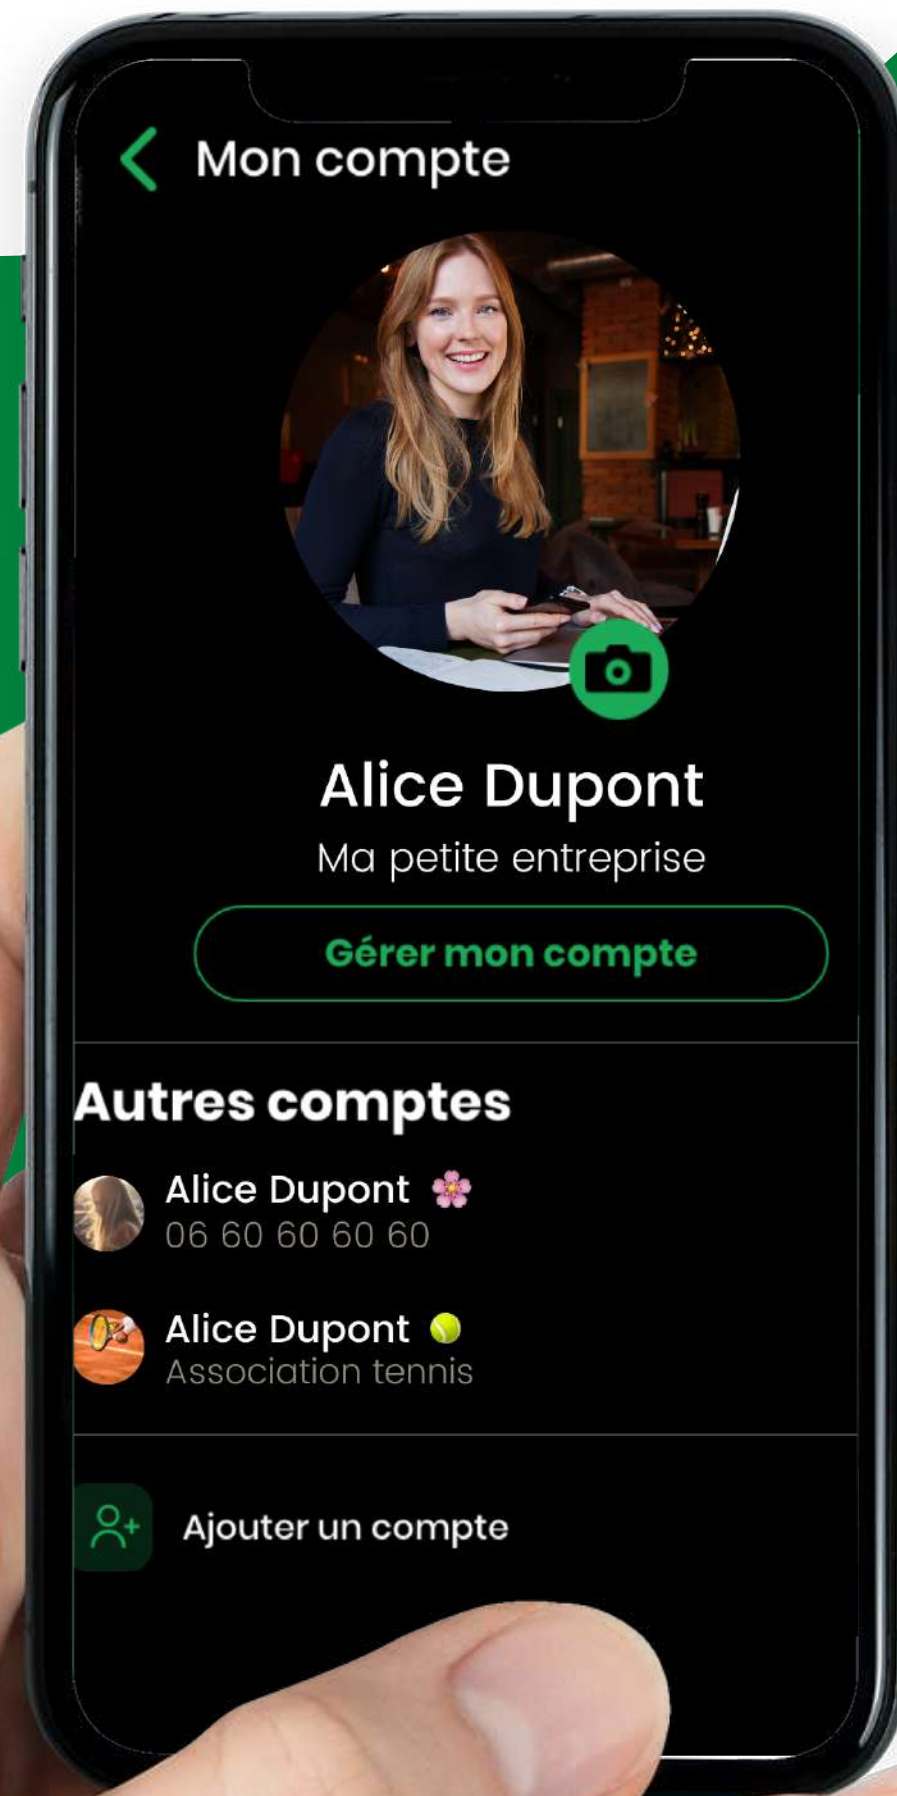 Mon compte
Alice Dupont
Ma petite entreprise
Gérer mon compte
Autres comptes
Alice Dupont 🌸
06 60 60 60 60
Alice Dupont 🎾
Association tennis
Ajouter un compte